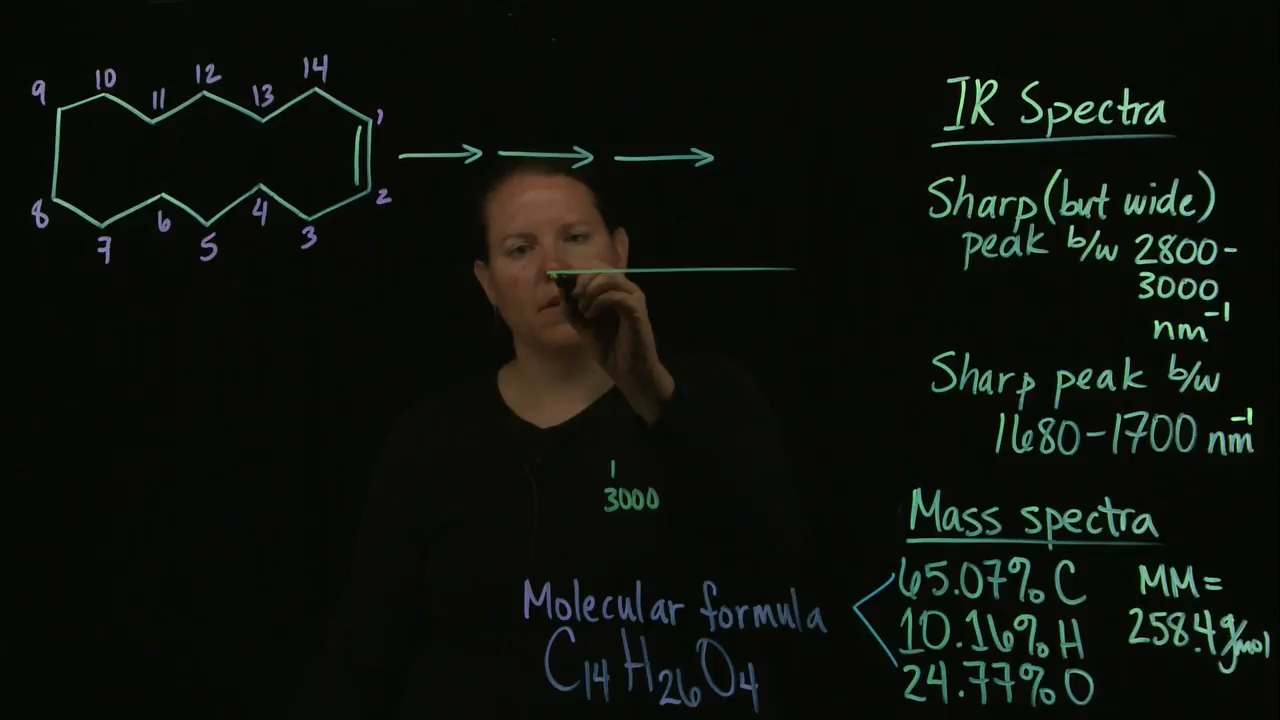 9 10 11 12 13 14 1
8 7 6 5 4 3 2
IR Spectra
Sharp (but wide)
peak b/w 2800-
3000
nm⁻¹
Sharp peak b/w
1680-1700 nm⁻¹
3000
Mass spectra
65.07% C
10.16% H
24.77% O
MM =
258.4 g/mol
Molecular formula
C₁₄H₂₆O₄